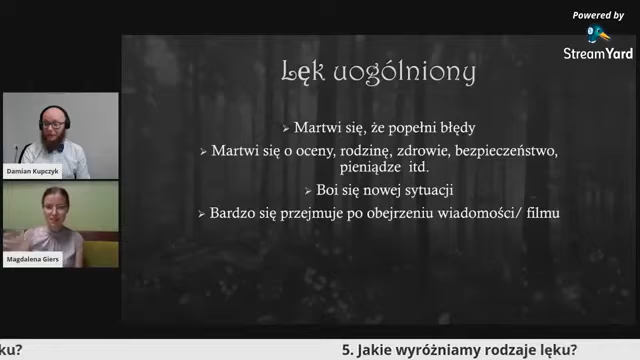 Powered by
StreamYard
Lęk uogólniony
➢ Martwi się, że popełni błędy
➢ Martwi się o oceny, rodzinę, zdrowie, bezpieczeństwo,
pieniądze itd.
➢ Boi się nowej sytuacji
➢ Bardzo się przejmuje po obejrzeniu wiadomości/ filmu
Damian Kupczyk
Magdalena Giers
ku?
5. Jakie wyróżniamy rodzaje lęku?